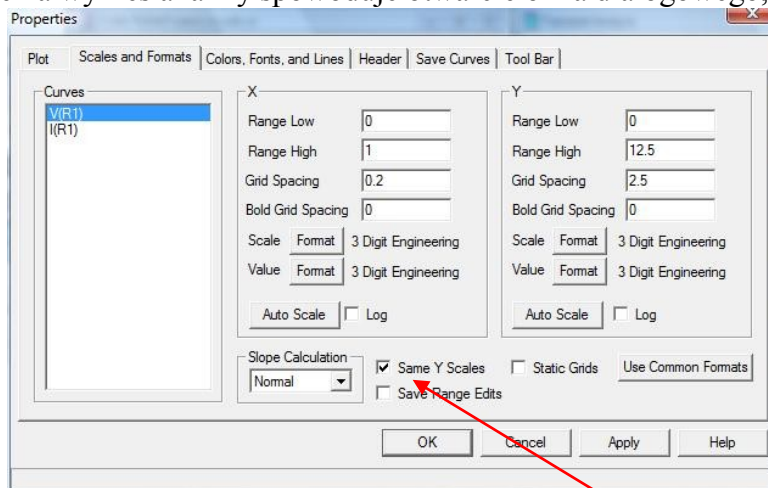 spowoduje otwarcie
Properties
Plot Scales and Formats Colors, Fonts, and Lines Header Save Curves Tool Bar
Curves
V(R1)
I(R1)
X
Range Low 0
Range High 1
Grid Spacing 0.2
Bold Grid Spacing 0
Scale Format 3 Digit Engineering
Value Format 3 Digit Engineering
Auto Scale Log
Y
Range Low 0
Range High 12.5
Grid Spacing 2.5
Bold Grid Spacing 0
Scale Format 3 Digit Engineering
Value Format 3 Digit Engineering
Auto Scale Log
Slope Calculation
Normal
Same Y Scales
Save Range Edits
Static Grids
Use Common Formats
OK Cancel Apply Help